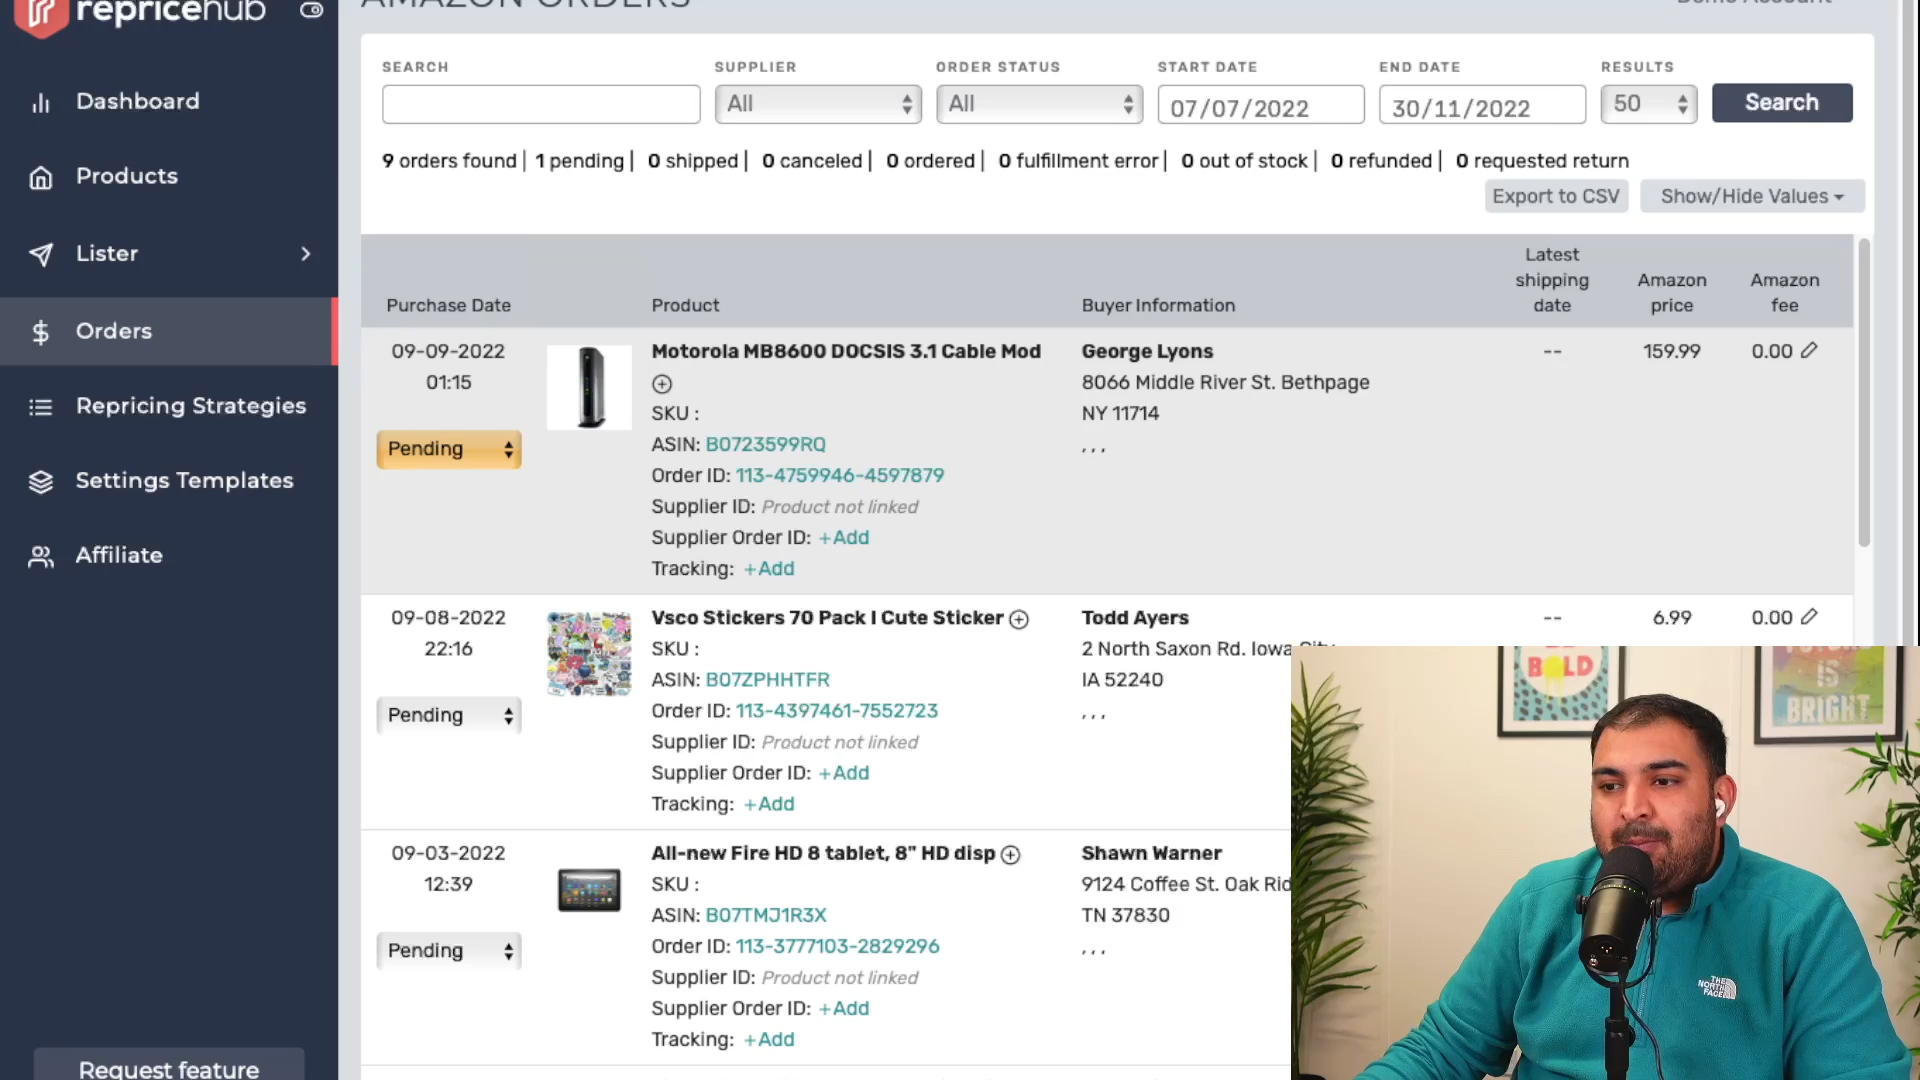 repricehub
AMAZON ORDERS
Demo Account
Dashboard
Products
Lister
Orders
Repricing Strategies
Settings Templates
Affiliate
Request feature
SEARCH SUPPLIER ORDER STATUS START DATE END DATE RESULTS
All All 07/07/2022 30/11/2022 50 Search
9 orders found | 1 pending | 0 shipped | 0 canceled | 0 ordered | 0 fulfillment error | 0 out of stock | 0 refunded | 0 requested return
Export to CSV Show/Hide Values
Purchase Date Product Buyer Information Latest shipping date Amazon price Amazon fee
09-09-2022
01:15
Pending
Motorola MB8600 DOCSIS 3.1 Cable Mod
SKU :
ASIN: B0723599RQ
Order ID: 113-4759946-4597879
Supplier ID: Product not linked
Supplier Order ID: +Add
Tracking: +Add
George Lyons
8066 Middle River St. Bethpage
NY 11714
, , ,
-- 159.99 0.00
09-08-2022
22:16
Pending
Vsco Stickers 70 Pack I Cute Sticker
SKU :
ASIN: B07ZPHHTFR
Order ID: 113-4397461-7552723
Supplier ID: Product not linked
Supplier Order ID: +Add
Tracking: +Add
Todd Ayers
2 North Saxon Rd. Iowa City
IA 52240
, , ,
-- 6.99 0.00
09-03-2022
12:39
Pending
All-new Fire HD 8 tablet, 8" HD disp
SKU :
ASIN: B07TMJ1R3X
Order ID: 113-3777103-2829296
Supplier ID: Product not linked
Supplier Order ID: +Add
Tracking: +Add
Shawn Warner
9124 Coffee St. Oak Rid
TN 37830
, , ,
BOLD
IS
BRIGHT
THE
NORTH
FACE